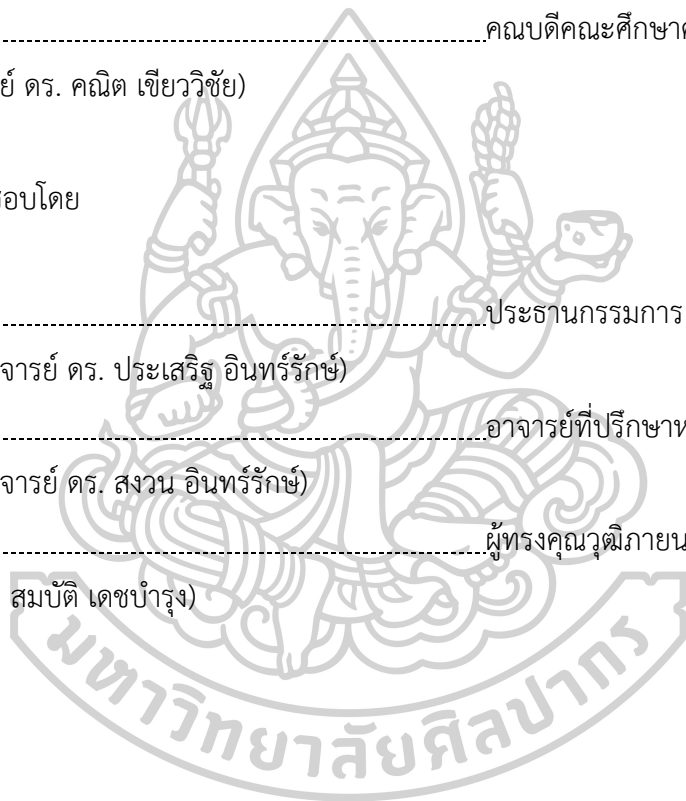 คณบดีคณะศึกษา
ย์ ดร. คณิต เขียววิชัย)
อบโดย
ประธานกรรมการ
จารย์ ดร. ประเสริฐ อินทร์รักษ์)
อาจารย์ที่ปรึกษา
จารย์ ดร. สงวน อินทร์รักษ์)
ผู้ทรงคุณวุฒิภายน
สมบัติ เดชบำรุง)
มหาวิทยาลัยศิลปากร